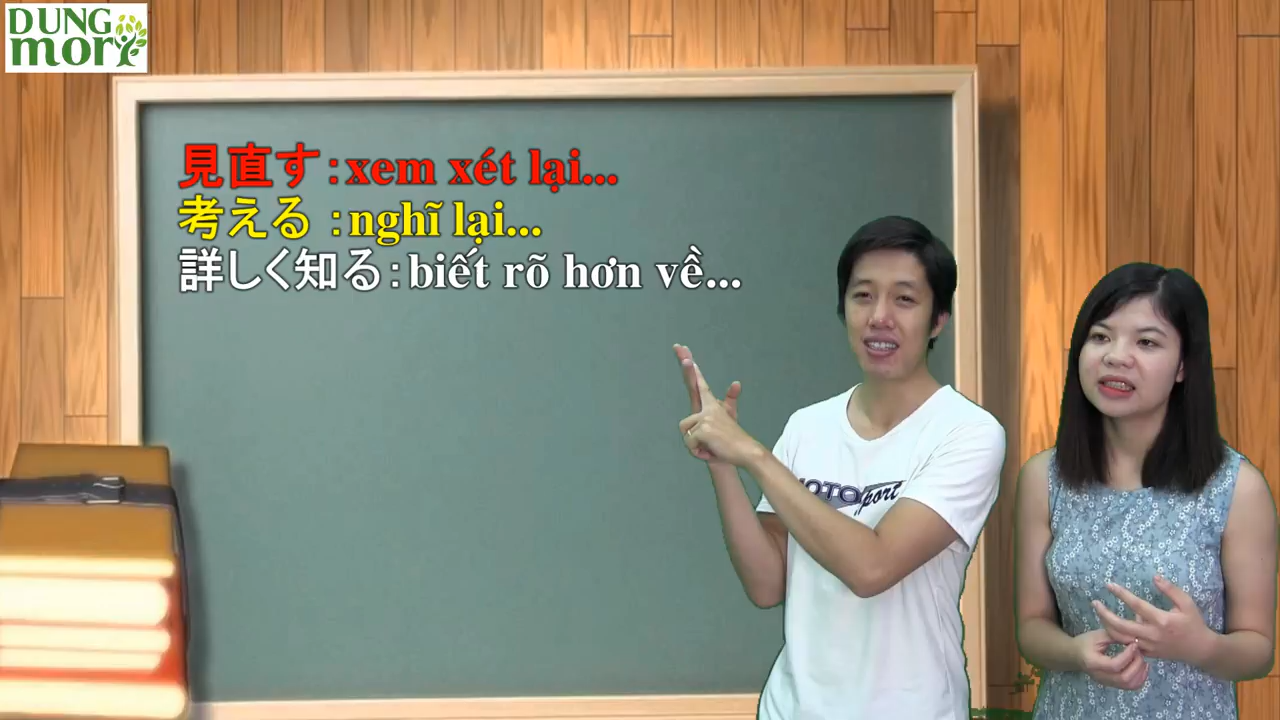 DUNG
mori
見直す：xem xét lại...
考える ：nghĩ lại...
詳しく知る：biết rõ hơn về...
MOTO Sport